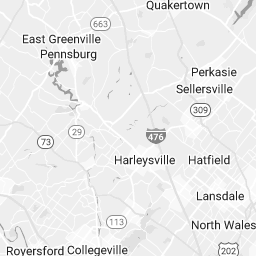 Quakertown
663
East Greenville
Pennsburg
Perkasie
Sellersville
309
29
476
73
Harleysville
Hatfield
Lansdale
113
North Wales
Royersford
Collegeville
202